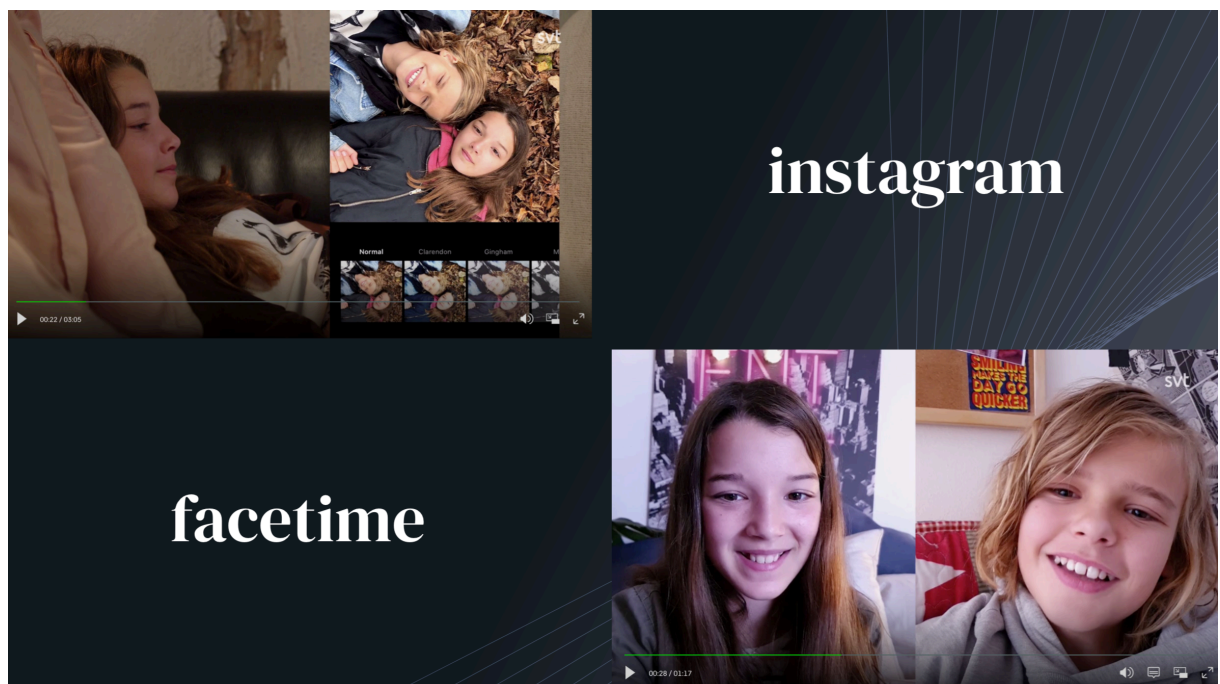 svt
instagram
Normal Clarendon Gingham M
00:22 / 03:05
SMILING
MAKES THE
DAY GO
QUICKER
svt
facetime
00:28 / 01:17